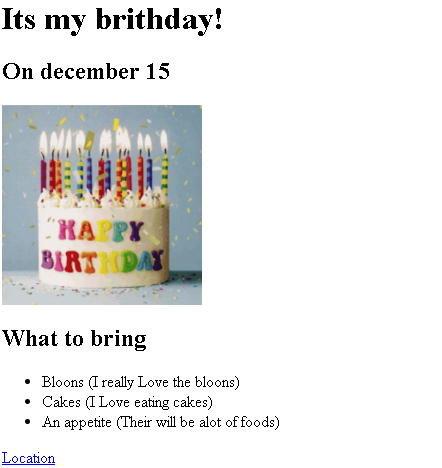 Its my brithday!
On december 15
HAPPY
BIRTHDAY
What to bring
Bloons (I really Love the bloons)
Cakes (I Love eating cakes)
An appetite (Their will be alot of foods)
Location